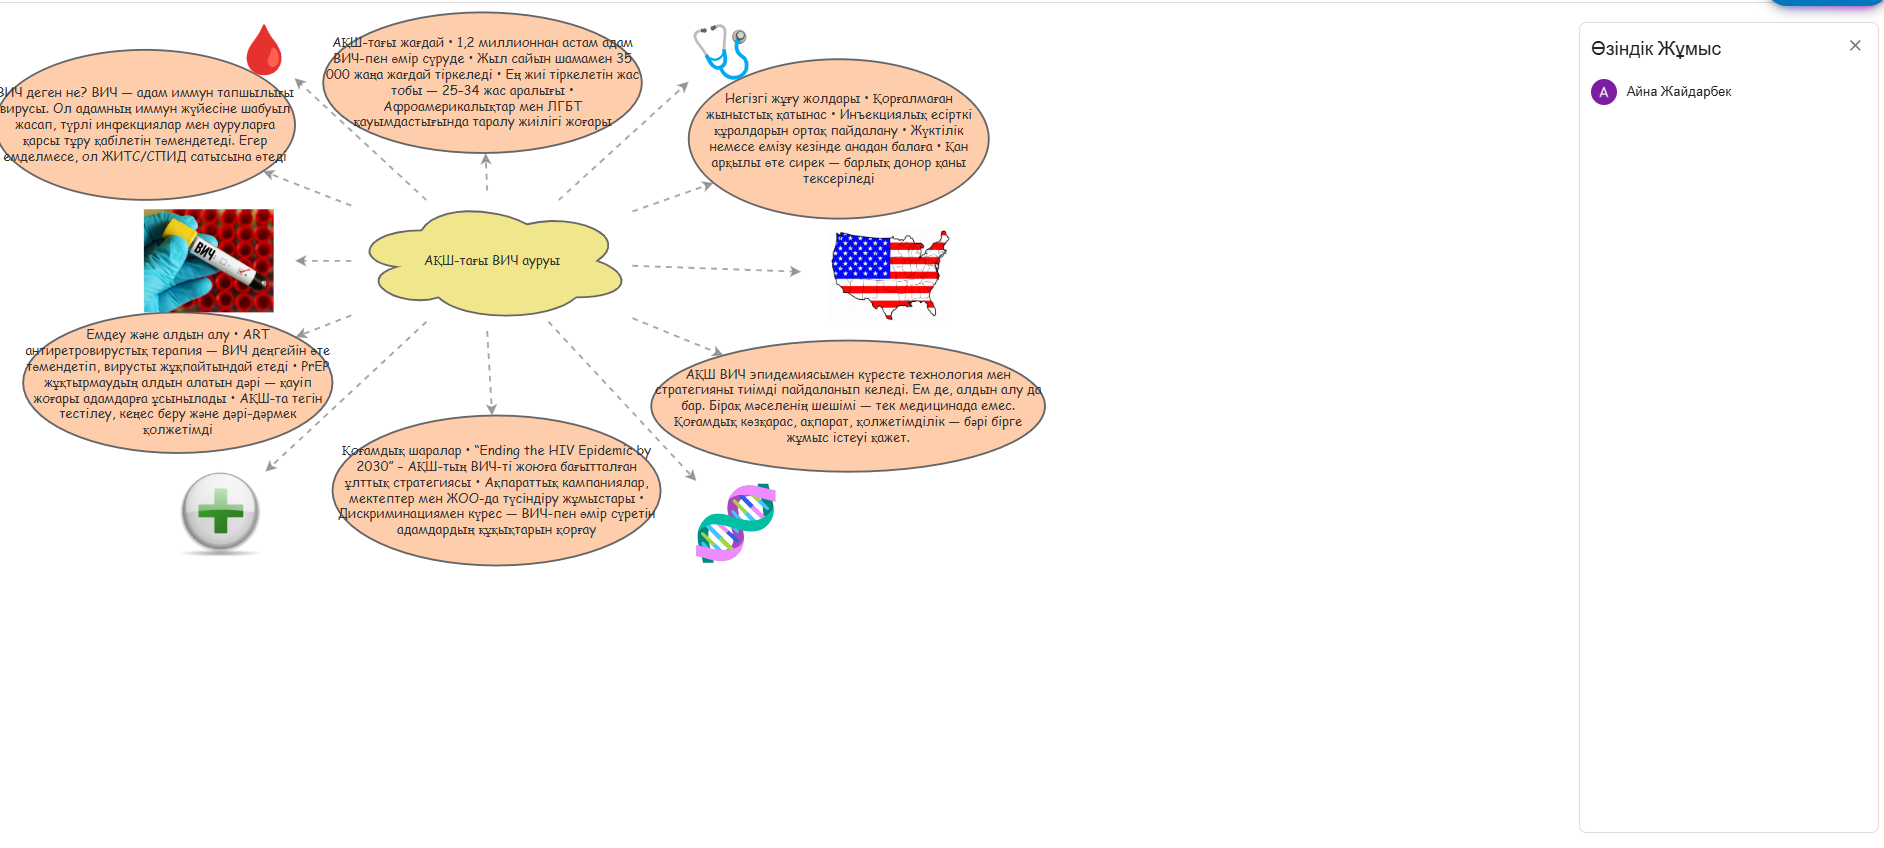 АҚШ-тағы жағдай • 1,2 миллионнан астам адам
ВИЧ-пен өмір сүруде • Жыл сайын шамамен 35
000 жаңа жағдай тіркеледі • Ең жиі тіркелетін жас
тобы — 25–34 жас аралығы •
Афроамерикалықтар мен ЛГБТ
қауымдастығында таралу жиілігі жоғары
ВИЧ деген не? ВИЧ — адам иммун тапшылығы
вирусы. Ол адамның иммун жүйесіне шабуыл
жасап, түрлі инфекциялар мен ауруларға
қарсы тұру қабілетін төмендетеді. Егер
емделмесе, ол ЖИТС/СПИД сатысына өтеді
Негізгі жұғу жолдары • Қорғалмаған
жыныстық қатынас • Инъекциялық есірткі
құралдарын ортақ пайдалану • Жүктілік
немесе емізу кезінде анадан балаға • Қан
арқылы өте сирек — барлық донор қаны
тексеріледі
ВИЧ
АҚШ-тағы ВИЧ ауруы
Емдеу және алдын алу • ART
антиретровирустық терапия — ВИЧ деңгейін өте
төмендетіп, вирусты жұқпайтындай етеді • PrEP
жұқтырмаудың алдын алатын дәрі — қауіп
жоғары адамдарға ұсынылады • АҚШ-та тегін
тестілеу, кеңес беру және дәрі-дәрмек
қолжетімді
АҚШ ВИЧ эпидемиясымен күресте технология мен
стратегияны тиімді пайдаланып келеді. Ем де, алдын алу да
бар. Бірақ мәселенің шешімі — тек медицинада емес.
Қоғамдық көзқарас, ақпарат, қолжетімділік — бәрі бірге
жұмыс істеуі қажет.
Қоғамдық шаралар • “Ending the HIV Epidemic by
2030” – АҚШ-тың ВИЧ-ті жоюға бағытталған
ұлттық стратегиясы • Ақпараттық кампаниялар,
мектептер мен ЖОО-да түсіндіру жұмыстары •
Дискриминациямен күрес — ВИЧ-пен өмір сүретін
адамдардың құқықтарын қорғау
Өзіндік Жұмыс
А Айна Жайдарбек